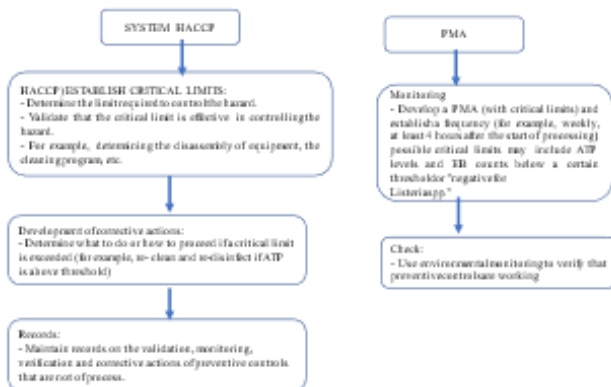 SYSTEM HACCP
HACCP) ESTABLISH CRITICAL LIMITS:
- Determine the limit required to control the hazard.
- Validate that the critical limit is effective in controlling the
hazard.
- For example, determining the disassembly of equipment, the
cleaning program, etc.
Development of corrective actions:
- Determine what to do or how to proceed if a critical limit
is exceeded (for example, re- clean and re-disinfect if ATP
is above threshold)
Records:
- Maintain records on the validation, monitoring,
verification and corrective actions of preventive controls
that are not of process.
PMA
Monitoring
- Develop a PMA (with critical limits) and
establish a frequency (for example, weekly,
at least 4 hours after the start of processing)
possible critical limits may include ATP
levels and EB counts below a certain
threshold or "negative for
Listeria spp."
Check:
- Use environmental monitoring to verify that
preventive controls are working